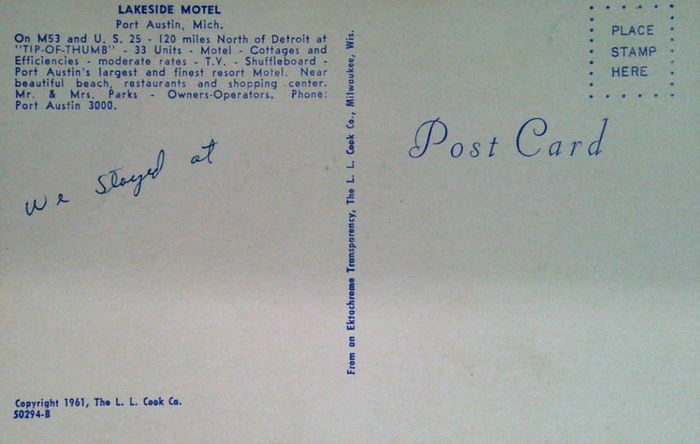 LAKESIDE MOTEL
Port Austin, Mich.
On M53 and U. S. 25 - 120 miles North of Detroit at
"TIP-OF-THUMB" - 33 Units - Motel - Cottages and
Efficiencies - moderate rates - T.V. - Shuffleboard -
Port Austin's largest and finest resort Motel. Near
beautiful beach, restaurants and shopping center.
Mr. & Mrs. Parks - Owners-Operators. Phone:
Port Austin 3000.
We stayed at
Copyright 1961, The L. L. Cook Co.
50294-B
From an Ektachrome Transparency, The L. L. Cook Co., Milwaukee, Wis.
PLACE
STAMP
HERE
Post Card